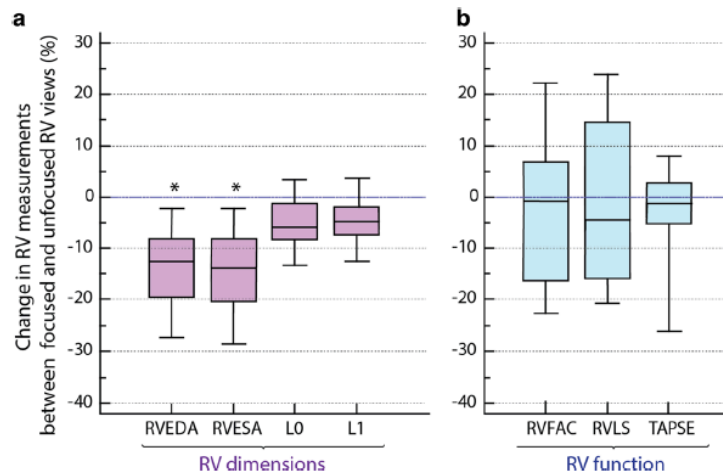 a
b
Change in RV measurements
between focused and unfocused RV views (%)
30
20
10
0
-10
-20
-30
-40
* *
RVEDA RVESA L0 L1
RV dimensions
30
20
10
0
-10
-20
-30
-40
RVFAC RVLS TAPSE
RV function